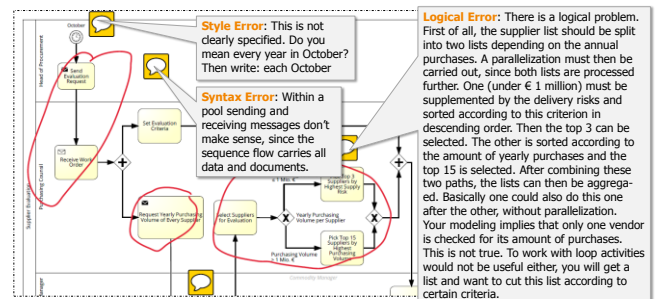 October
Head of Procurement
Send
Evaluation
Request
Purchasing Council
Supplier Evaluation
Receive Work
Order
Set Evaluation
Criteria
Request Yearly Purchasing
Volume of Every Supplier
Select Suppliers
for Evaluation
Yearly Purchasing
Volume per Supplier
Top 3
Suppliers by
Highest Supply
Risk
Pick Top 15
Suppliers by
Highest
Purchasing
Volume
Purchasing Volume
1 Mio. €
Commodity Manager
Style Error: This is not
clearly specified. Do you
mean every year in October?
Then write: each October
Syntax Error: Within a
pool sending and
receiving messages don’t
make sense, since the
sequence flow carries all
data and documents.
Logical Error: There is a logical problem.
First of all, the supplier list should be split
into two lists depending on the annual
purchases. A parallelization must then be
carried out, since both lists are processed
further. One (under € 1 million) must be
supplemented by the delivery risks and
sorted according to this criterion in
descending order. Then the top 3 can be
selected. The other is sorted according to
the amount of yearly purchases and the
top 15 is selected. After combining these
two paths, the lists can then be aggrega-
ed. Basically one could also do this one
after the other, without parallelization.
Your modeling implies that only one vendor
is checked for its amount of purchases.
This is not true. To work with loop activities
would not be useful either, you will get a
list and want to cut this list according to
certain criteria.